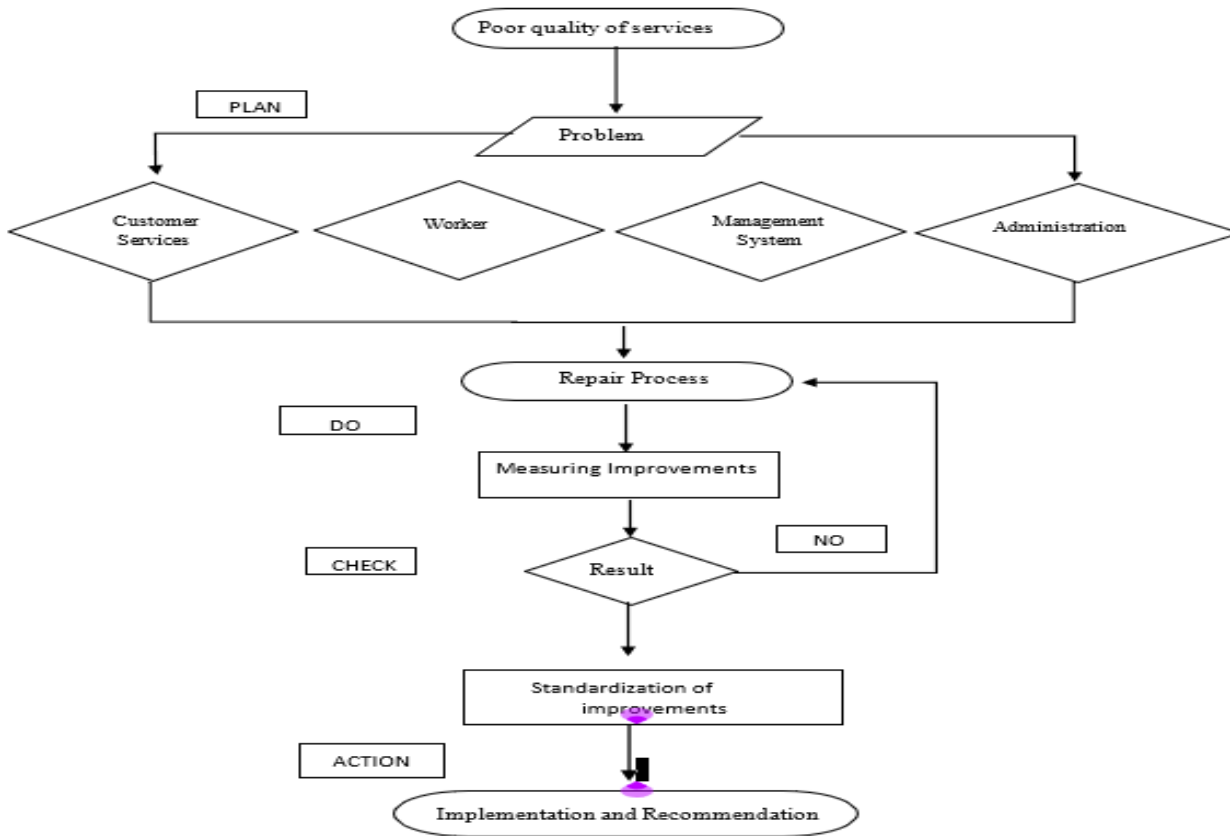 Poor quality of services
PLAN
Problem
Customer
Services
Worker
Management
System
Administration
Repair Process
DO
Measuring Improvements
NO
CHECK
Result
Standardization of
improvements
ACTION
Implementation and Recommendation